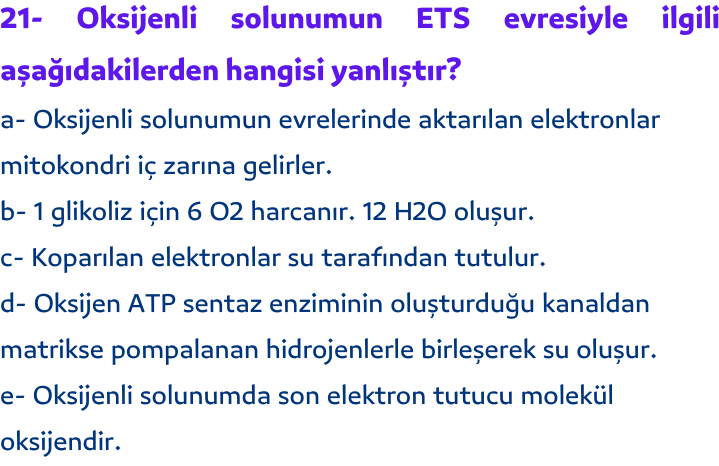 21- Oksijenli solunumun ETS evresiyle ilgili
aşağıdakilerden hangisi yanlıştır?
a- Oksijenli solunumun evrelerinde aktarılan elektronlar
mitokondri iç zarına gelirler.
b- 1 glikoliz için 6 O2 harcanır. 12 H2O oluşur.
c- Koparılan elektronlar su tarafından tutulur.
d- Oksijen ATP sentaz enziminin oluşturduğu kanaldan
matrikse pompalanan hidrojenlerle birleşerek su oluşur.
e- Oksijenli solunumda son elektron tutucu molekül
oksijendir.